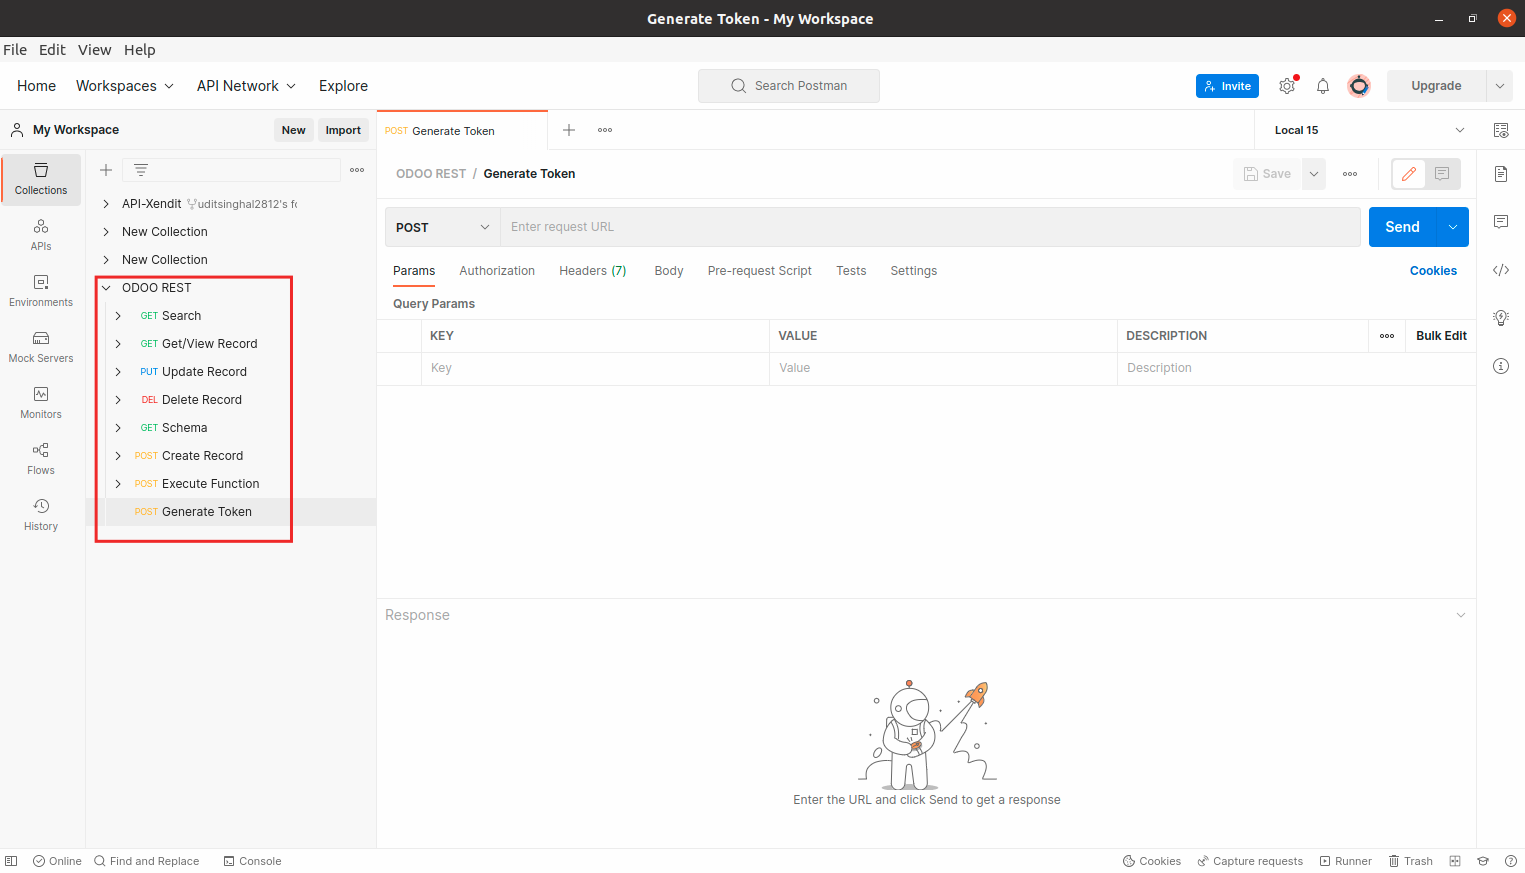 Generate Token - My Workspace
File Edit View Help
Home Workspaces API Network Explore
Search Postman
Invite
Upgrade
My Workspace
New Import
POST Generate Token
Local 15
Collections
APIs
Environments
Mock Servers
Monitors
Flows
History
API-Xendit uditsinghal2812's fo
New Collection
New Collection
ODOO REST
GET Search
GET Get/View Record
PUT Update Record
DEL Delete Record
GET Schema
POST Create Record
POST Execute Function
POST Generate Token
ODOO REST / Generate Token
Save
POST Enter request URL
Send
Params Authorization Headers (7) Body Pre-request Script Tests Settings
Cookies
Query Params
KEY VALUE DESCRIPTION Bulk Edit
Key Value Description
Response
Enter the URL and click Send to get a response
Online Find and Replace Console
Cookies Capture requests Runner Trash